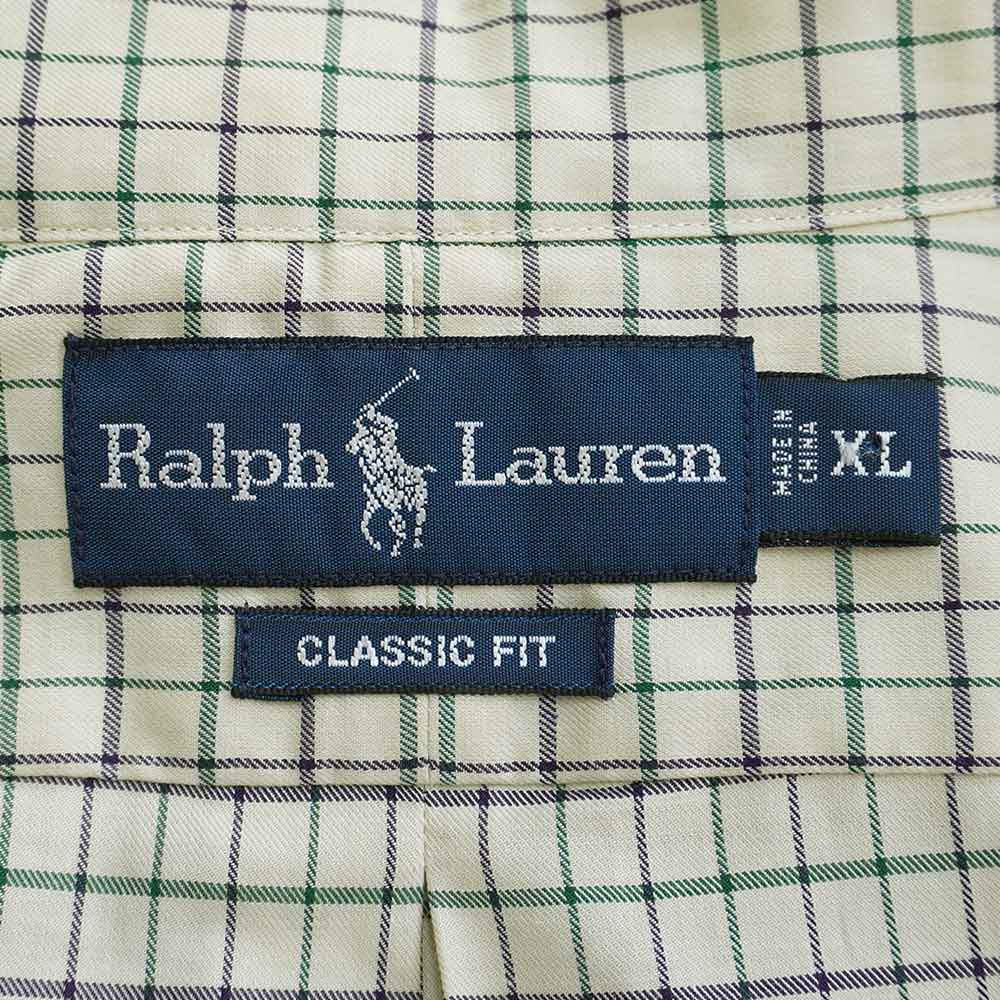 Ralph Lauren
MADE IN
CHINA
XL
CLASSIC FIT